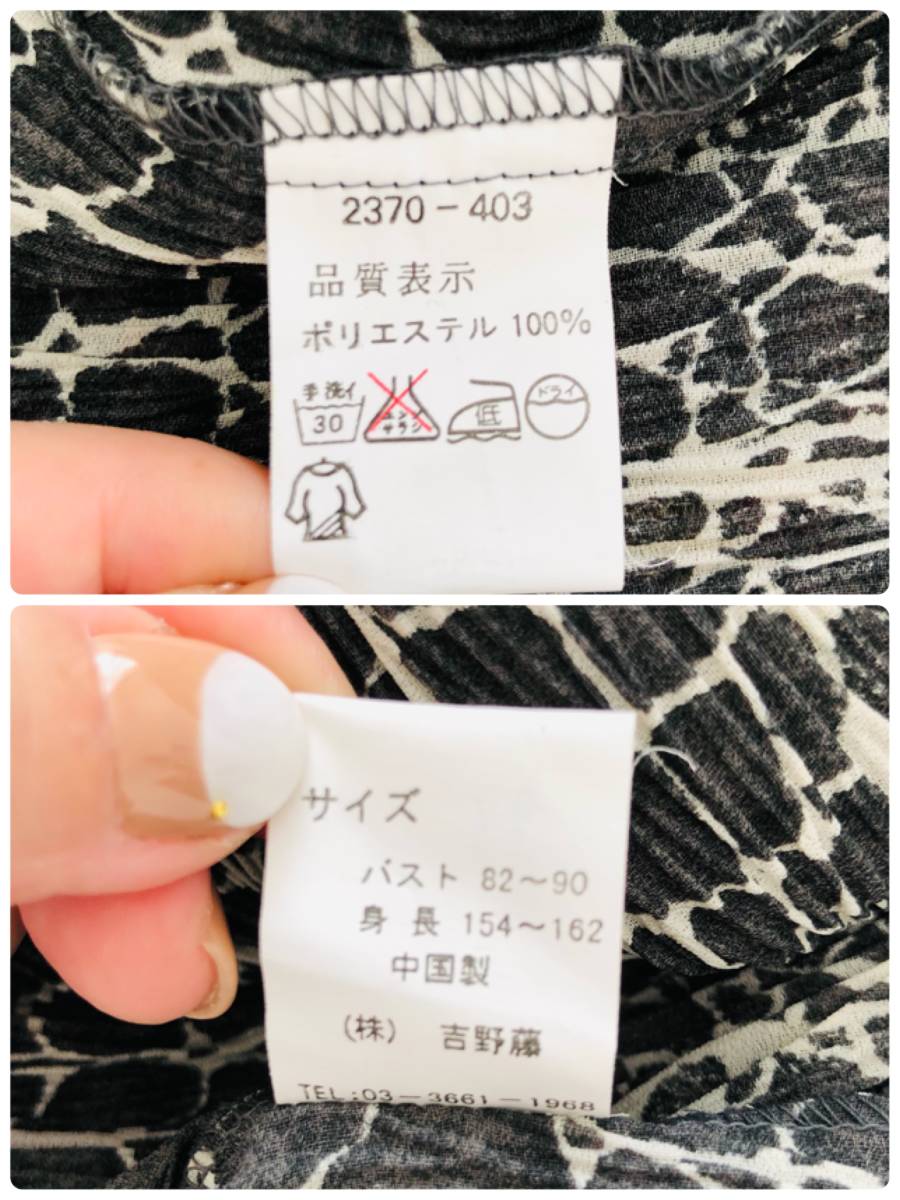 2370-403
品質表示
ポリエステル 100%
手洗イ
30
エンソ
サラシ
低
ドライ
サイズ
バスト 82~90
身長 154~162
中国製
(株) 吉野藤
TEL:03-3661-1968